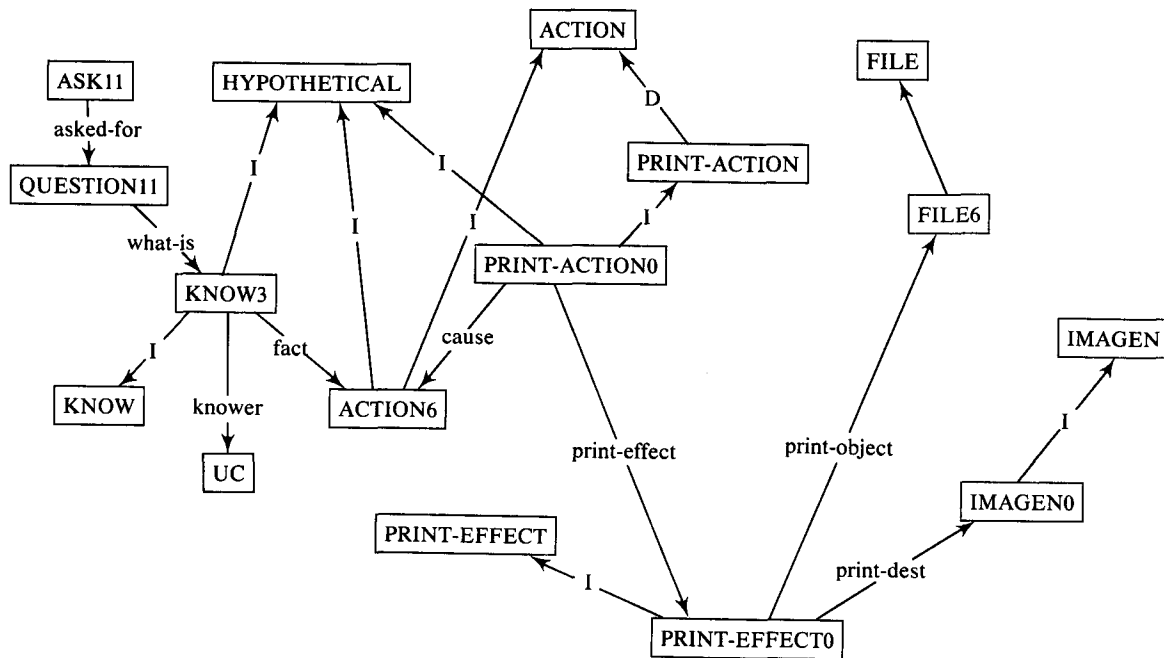 ACTION
FILE
ASK11
HYPOTHETICAL
asked-for
D
PRINT-ACTION
QUESTION11
I
I
I
I
I
FILE6
what-is
PRINT-ACTION0
KNOW3
cause
fact
I
IMAGEN
KNOW
knower
ACTION6
I
print-effect
print-object
UC
IMAGEN0
PRINT-EFFECT
print-dest
I
PRINT-EFFECT0